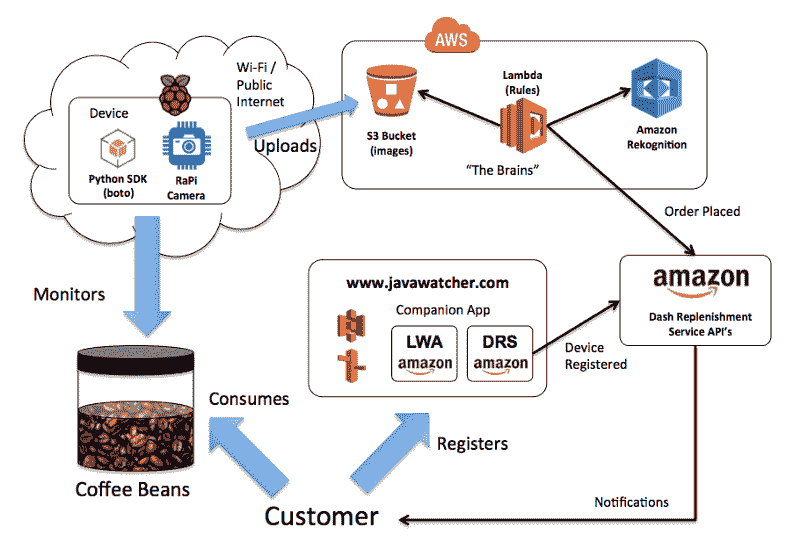 AWS
Wi-Fi /
Public
Internet
Device
Python SDK
(boto)
RaPi
Camera
Uploads
S3 Bucket
(images)
Lambda
(Rules)
"The Brains"
Amazon
Rekognition
Order Placed
Monitors
www.javawatcher.com
Companion App
LWA
amazon
DRS
amazon
Device
Registered
amazon
Dash Replenishment
Service API's
Consumes
Registers
Coffee Beans
Customer
Notifications